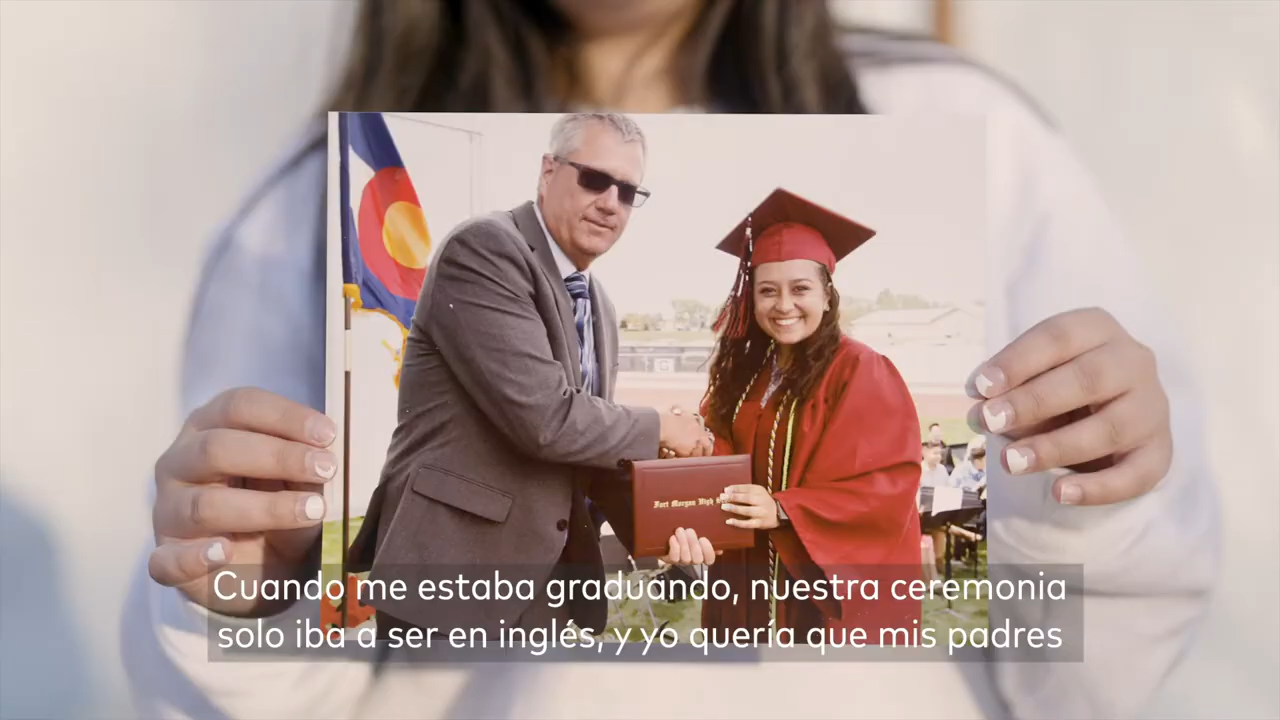 Fort Morgan High
Cuando me estaba graduando, nuestra ceremonia
solo iba a ser en inglés, y yo quería que mis padres